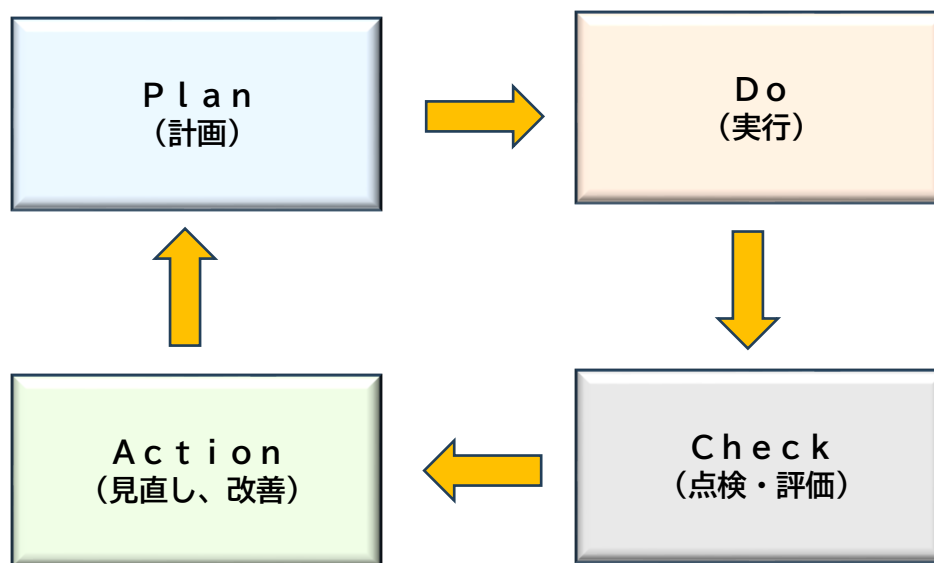 Ｐｌａｎ
（計画）
Ｄｏ
（実行）
Ｃｈｅｃｋ
（点検・評価）
Ａｃｔｉｏｎ
（見直し、改善）